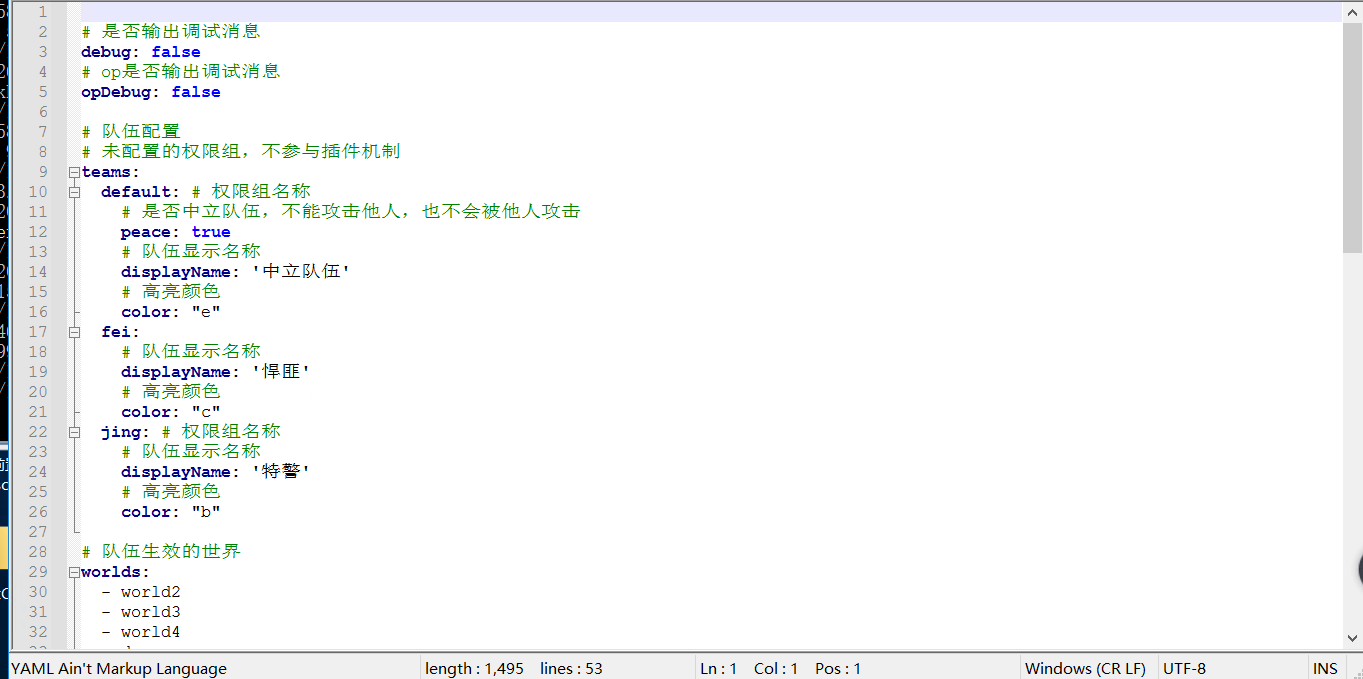 1
2 # 是否输出调试消息
3 debug: false
4 # op是否输出调试消息
5 opDebug: false
6
7 # 队伍配置
8 # 未配置的权限组，不参与插件机制
9 teams:
10 default: # 权限组名称
11 # 是否中立队伍，不能攻击他人，也不会被他人攻击
12 peace: true
13 # 队伍显示名称
14 displayName: '中立队伍'
15 # 高亮颜色
16 color: "e"
17 fei:
18 # 队伍显示名称
19 displayName: '悍匪'
20 # 高亮颜色
21 color: "c"
22 jing: # 权限组名称
23 # 队伍显示名称
24 displayName: '特警'
25 # 高亮颜色
26 color: "b"
27
28 # 队伍生效的世界
29 worlds:
30 - world2
31 - world3
32 - world4
YAML Ain't Markup Language length : 1,495 lines : 53 Ln : 1 Col : 1 Pos : 1 Windows (CR LF) UTF-8 INS